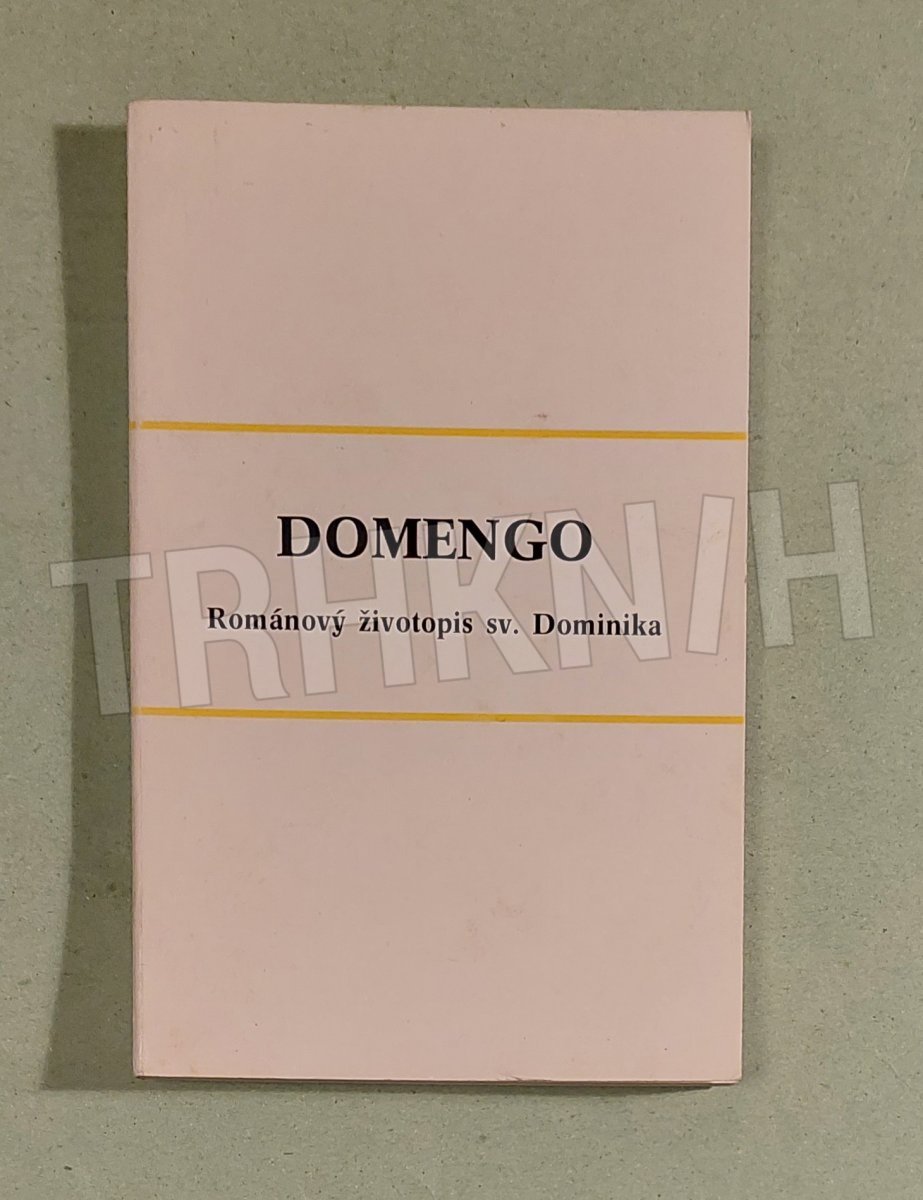 DOMENGO
Románový životopis sv. Dominika
TRHKNIH